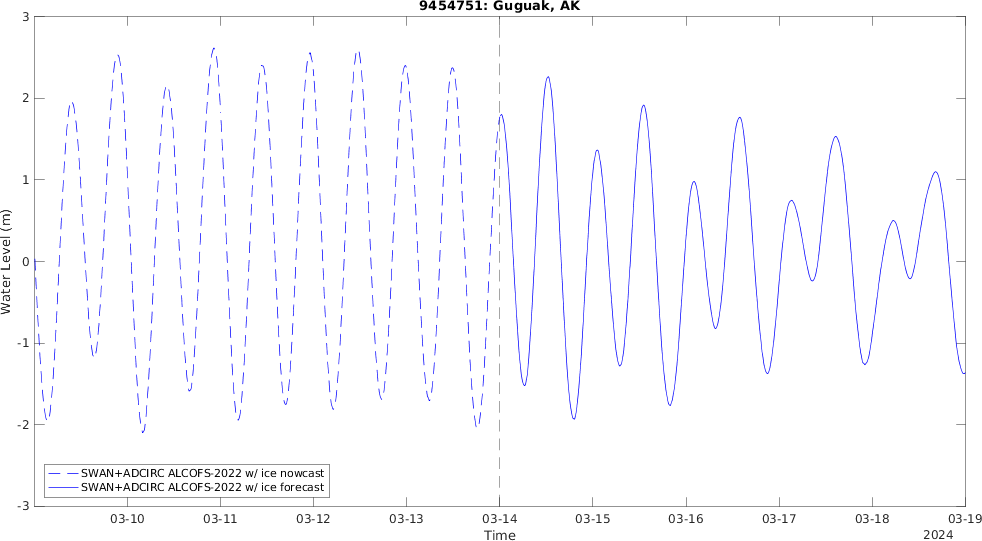 9454751: Guguak, AK
Water Level (m)
3
2
1
0
-1
-2
-3
SWAN+ADCIRC ALCOFS-2022 w/ ice nowcast
SWAN+ADCIRC ALCOFS-2022 w/ ice forecast
03-10 03-11 03-12 03-13 03-14 03-15 03-16 03-17 03-18 03-19
Time
2024